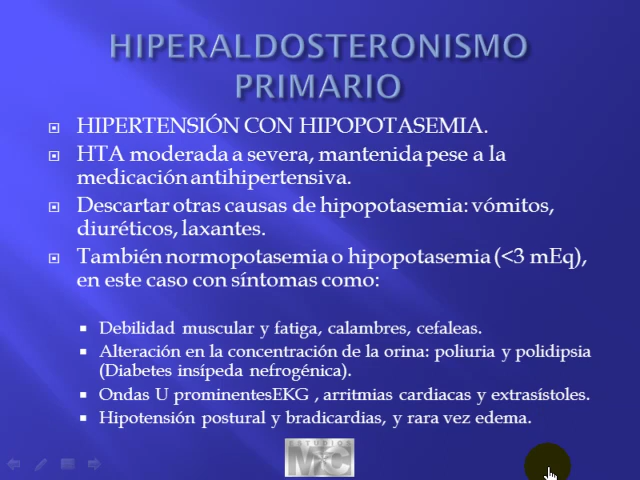 HIPERALDOSTERONISMO
PRIMARIO
HIPERTENSIÓN CON HIPOPOTASEMIA.
HTA moderada a severa, mantenida pese a la
medicación antihipertensiva.
Descartar otras causas de hipopotasemia: vómitos,
diuréticos, laxantes.
También normopotasemia o hipopotasemia (<3 mEq),
en este caso con síntomas como:
Debilidad muscular y fatiga, calambres, cefaleas.
Alteración en la concentración de la orina: poliuria y polidipsia
(Diabetes insípeda nefrogénica).
Ondas U prominentesEKG , arritmias cardiacas y extrasístoles.
Hipotensión postural y bradicardias, y rara vez edema.
ESTUDIOS
M C